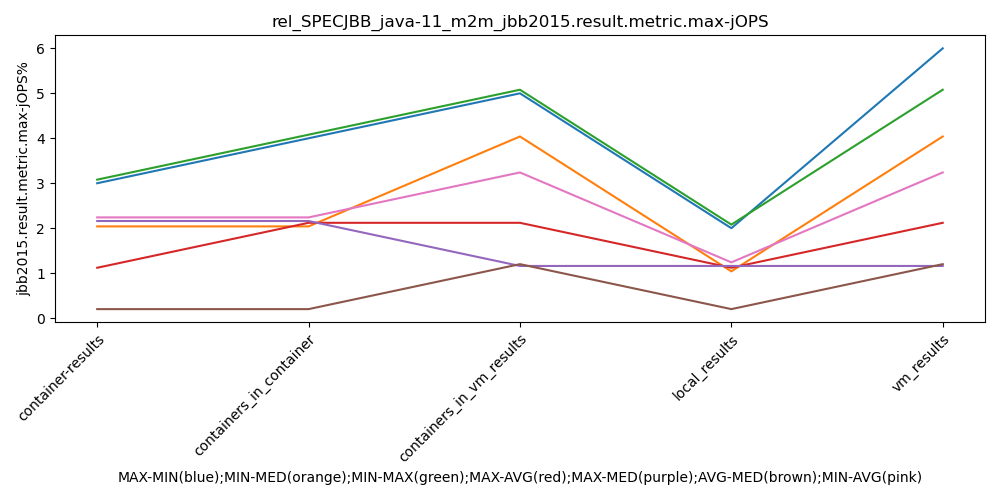 rel_SPECJBB_java-11_m2m_jbb2015.result.metric.max-jOPS
jbb2015.result.metric.max-jOPS%
6
5
4
3
2
1
0
container-results
containers_in_container
containers_in_vm_results
local_results
vm_results
MAX-MIN(blue);MIN-MED(orange);MIN-MAX(green);MAX-AVG(red);MAX-MED(purple);AVG-MED(brown);MIN-AVG(pink)